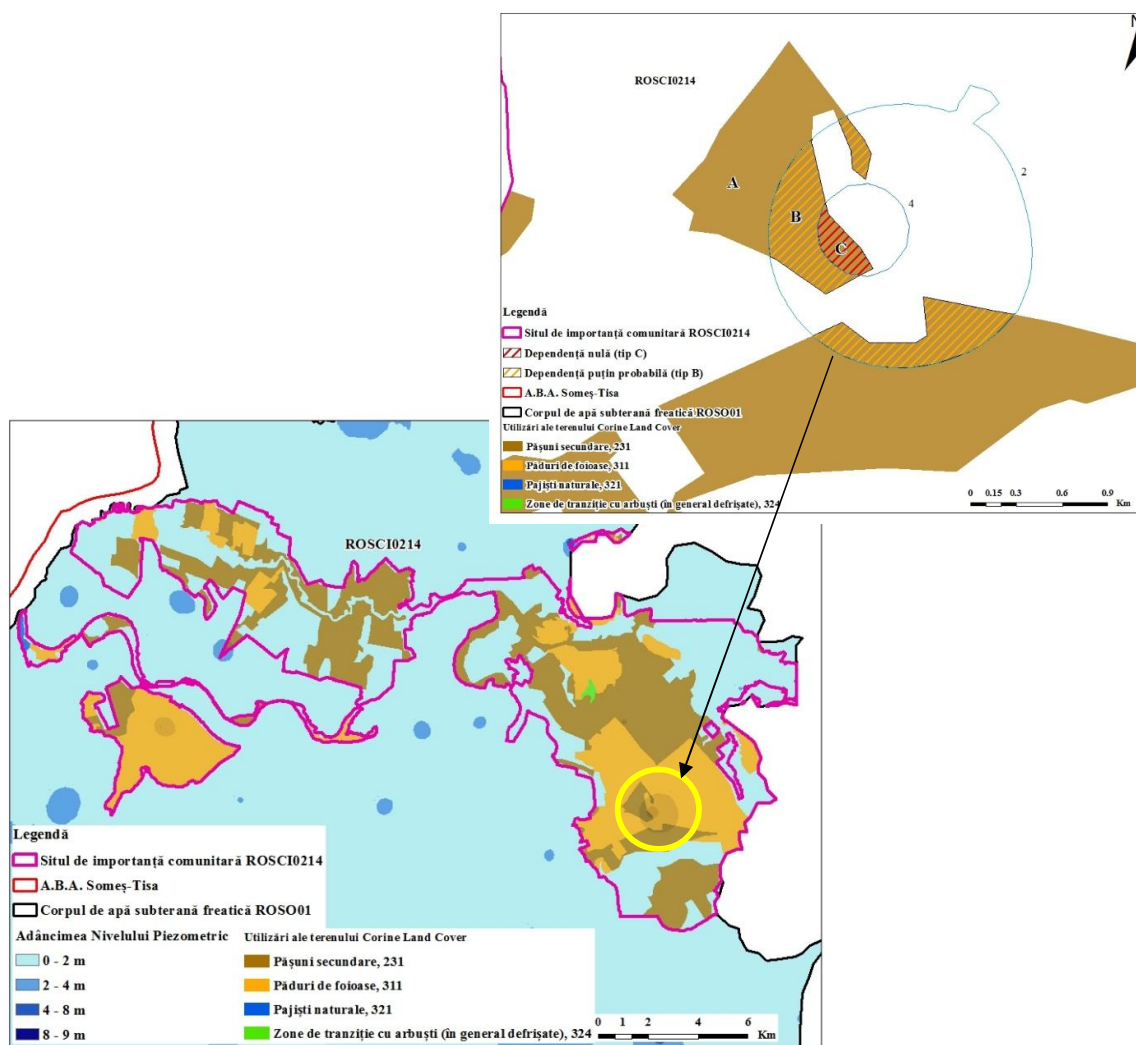 N
ROSCI0214
A
B
C
2
4
Legendă
Situl de importanță comunitară ROSCI0214
Dependență nulă (tip C)
Dependență puțin probabilă (tip B)
A.B.A. Someș-Tisa
Corpul de apă subterană freatică ROSO01
Utilizări ale terenului Corine Land Cover
Pășuni secundare, 231
Păduri de foioase, 311
Pajiști naturale, 321
Zone de tranziție cu arbuști (în general defrișate), 324
0 0.15 0.3 0.6 0.9
Km
ROSCI0214
Legendă
Situl de importanță comunitară ROSCI0214
A.B.A. Someș-Tisa
Corpul de apă subterană freatică ROSO01
Adâncimea Nivelului Piezometric
0 - 2 m
2 - 4 m
4 - 8 m
8 - 9 m
Utilizări ale terenului Corine Land Cover
Pășuni secundare, 231
Păduri de foioase, 311
Pajiști naturale, 321
Zone de tranziție cu arbuști (în general defrișate), 324
0 1 2 4 6
Km